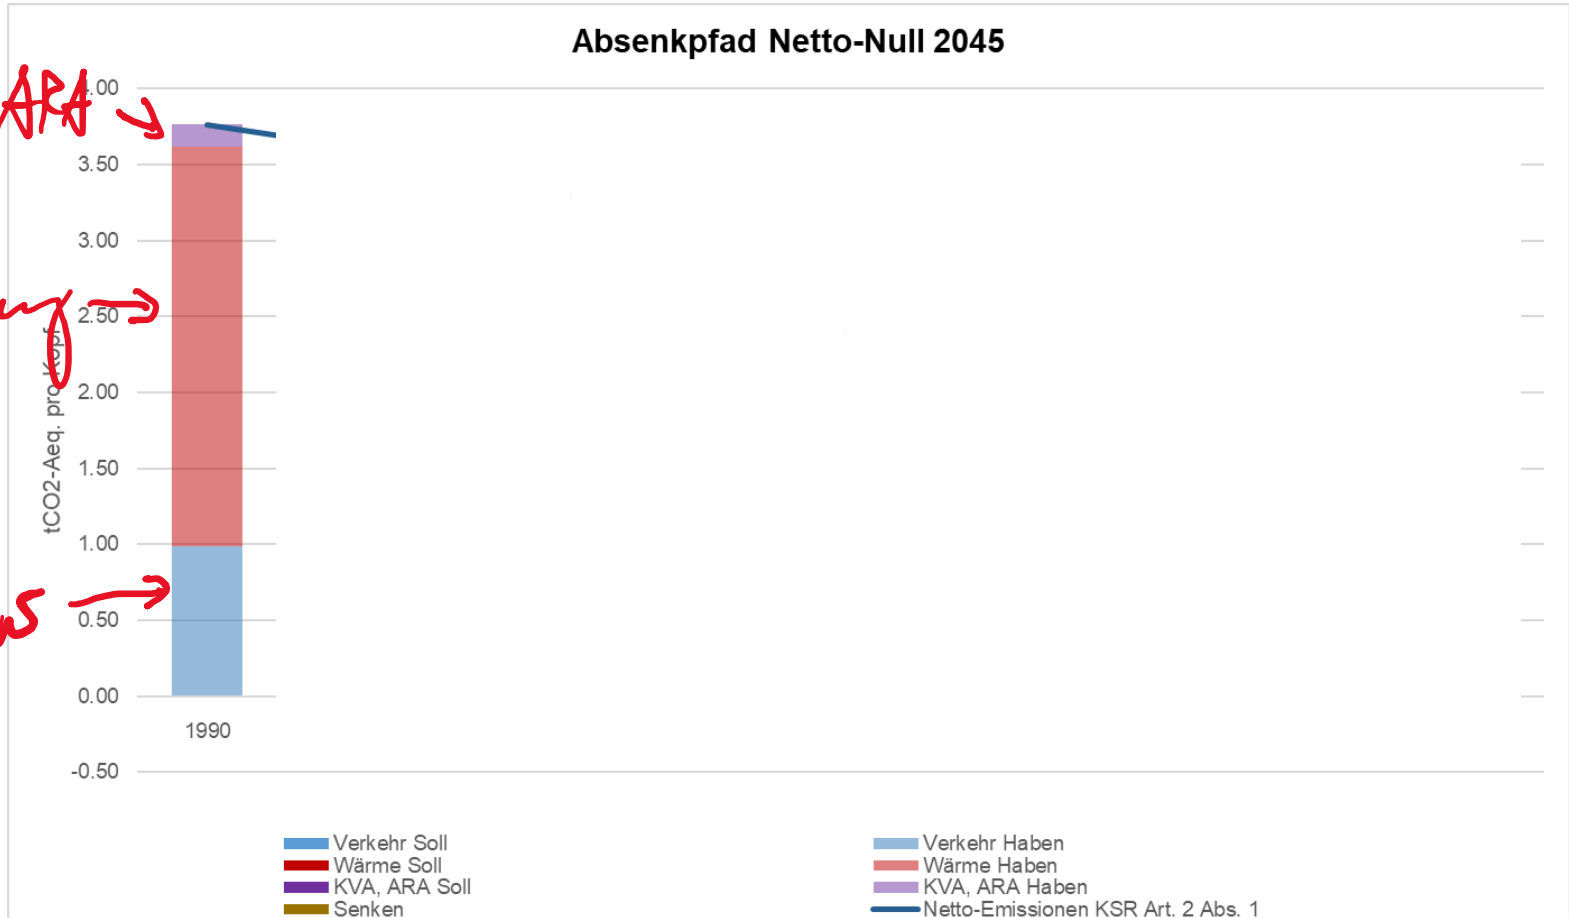 Absenkpfad Netto-Null 2045
ARA
4.00
3.50
3.00
2.50
2.00
1.50
1.00
0.50
0.00
-0.50
tCO2-Aeq. pro Kopf
1990
Verkehr Soll
Verkehr Haben
Wärme Soll
Wärme Haben
KVA, ARA Soll
KVA, ARA Haben
Senken
Netto-Emissionen KSR Art. 2 Abs. 1